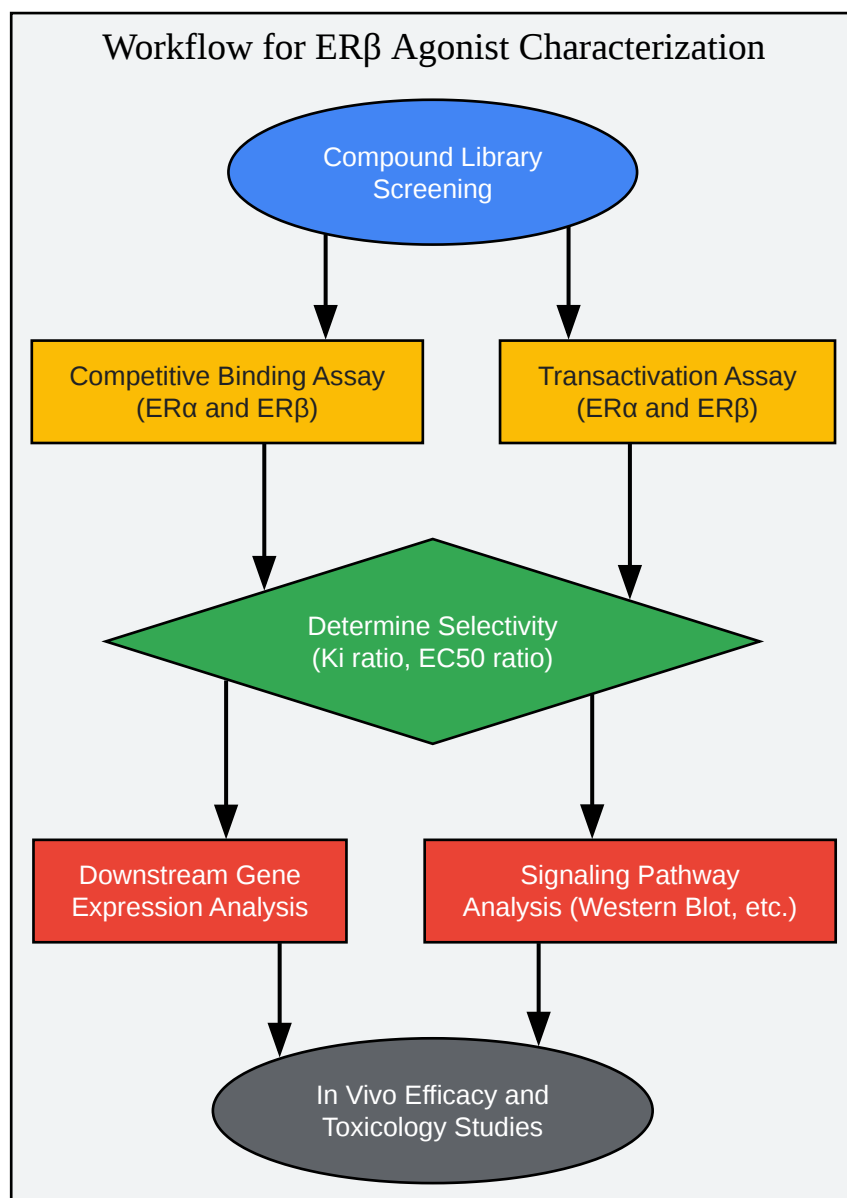 Workflow for ERβ Agonist Characterization
Compound Library
Screening
Competitive Binding Assay
(ERα and ERβ)
Transactivation Assay
(ERα and ERβ)
Determine Selectivity
(Ki ratio, EC50 ratio)
Downstream Gene
Expression Analysis
Signaling Pathway
Analysis (Western Blot, etc.)
In Vivo Efficacy and
Toxicology Studies